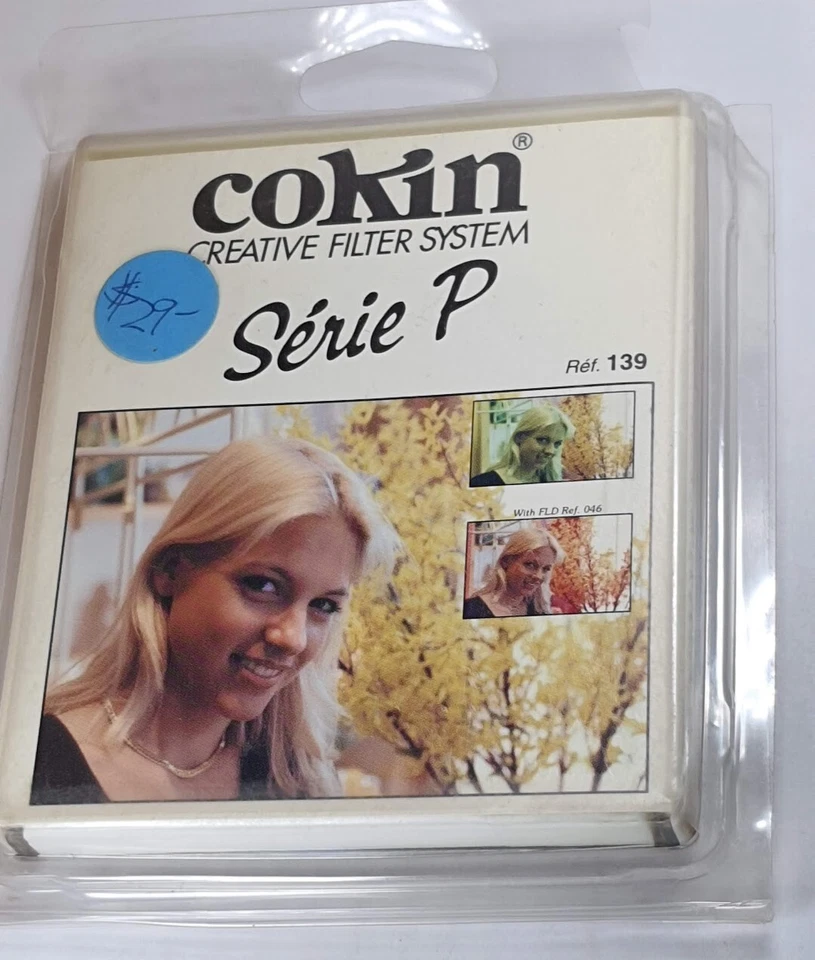 cokin®
CREATIVE FILTER SYSTEM
$29-
Série P
Réf. 139
With FLD Ref. 046